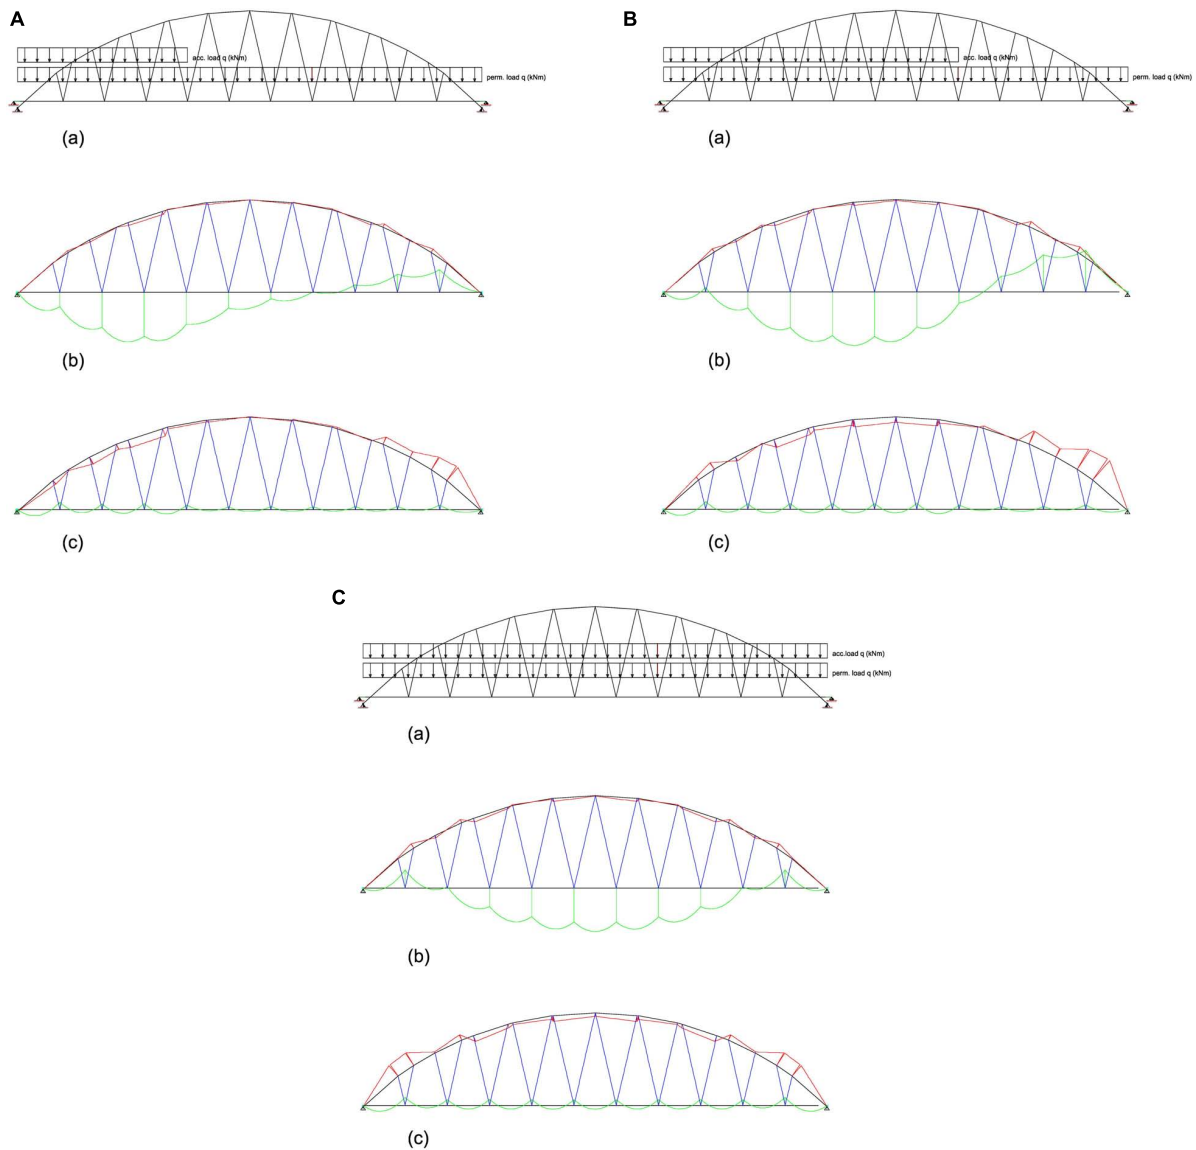 A
acc. load q (kNm)
perm. load q (kNm)
(a)
(b)
(c)
B
acc. load q (kNm)
perm. load q (kNm)
(a)
(b)
(c)
C
acc.load q (kNm)
perm. load q (kNm)
(a)
(b)
(c)